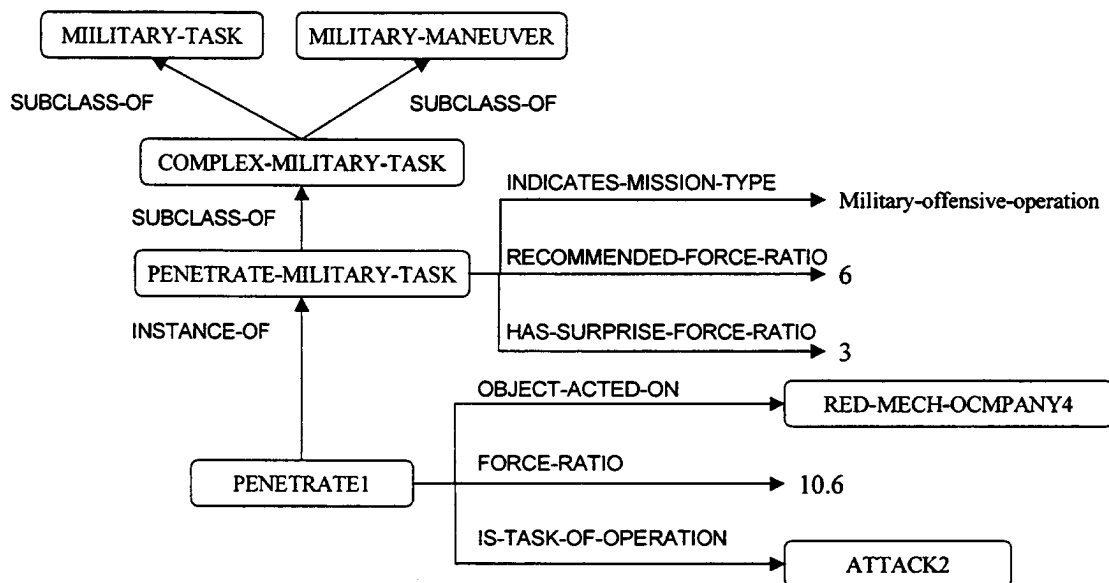 MIILITARY-TASK
MILITARY-MANEUVER
SUBCLASS-OF
SUBCLASS-OF
COMPLEX-MILITARY-TASK
SUBCLASS-OF
INDICATES-MISSION-TYPE
Military-offensive-operation
PENETRATE-MILITARY-TASK
RECOMMENDED-FORCE-RATIO
6
INSTANCE-OF
HAS-SURPRISE-FORCE-RATIO
3
OBJECT-ACTED-ON
RED-MECH-OCMPANY4
PENETRATE1
FORCE-RATIO
10.6
IS-TASK-OF-OPERATION
ATTACK2